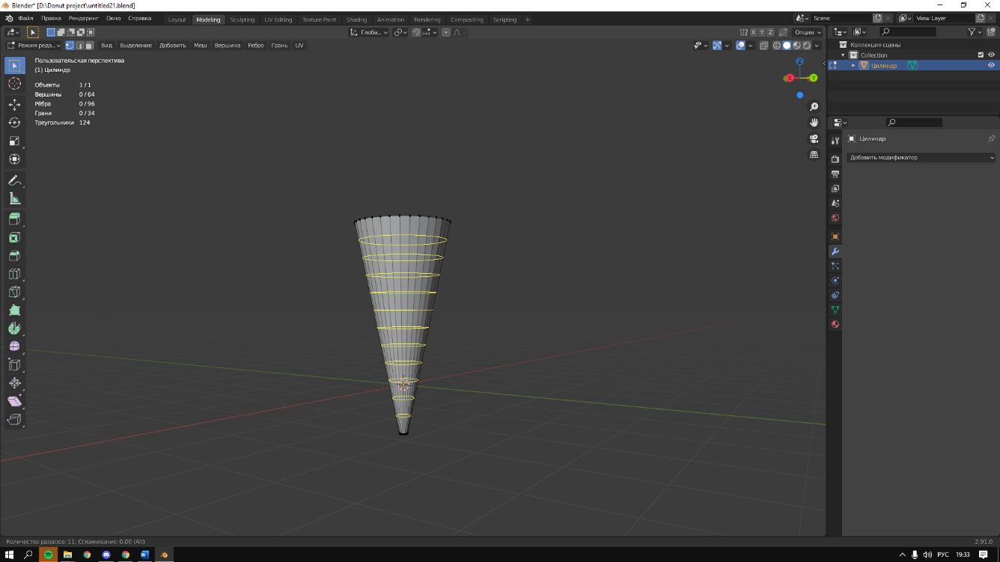 Blender* [D:\Donut project\untitled21.blend]
Файл Правка Рендеринг Окно Справка Layout Modeling Sculpting UV Editing Texture Paint Shading Animation Rendering Compositing Scripting + Scene View Layer
Глоба... X Y Z Опции
Режим реда... Вид Выделение Добавить Меш Вершина Ребро Грань UV
Коллекция сцены
Collection
Цилиндр
Пользовательская перспектива
(1) Цилиндр
Объекты 1 / 1
Вершины 0 / 64
Рёбра 0 / 96
Грани 0 / 34
Треугольники 124
Z
X Y
Цилиндр
Добавить модификатор
Количество разрезов: 11, Сглаживание: 0.00 (Alt) 2.91.0
РУС 19:33